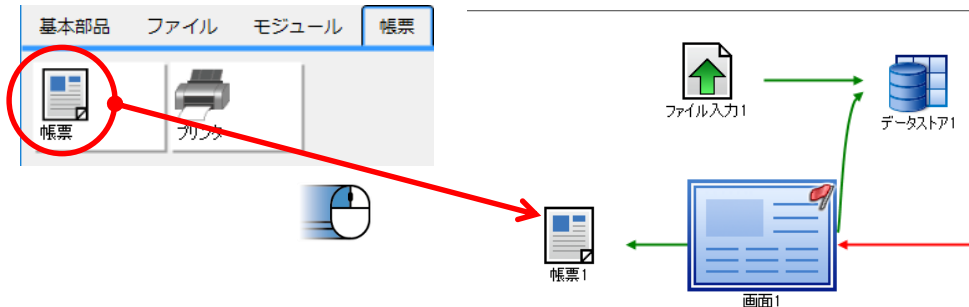 基本部品 ファイル モジュール 帳票
帳票 プリンタ
ファイル入力1
データストア1
帳票1
画面1